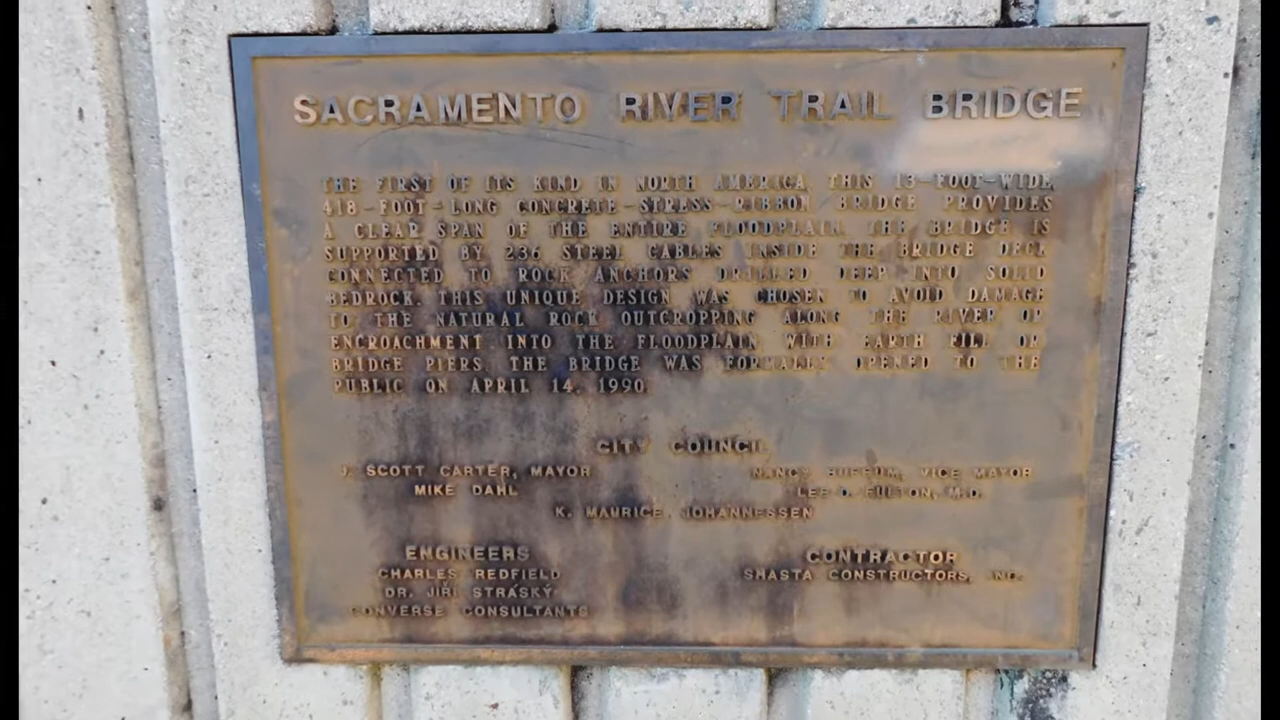 SACRAMENTO RIVER TRAIL BRIDGE
THE FIRST OF ITS KIND IN NORTH AMERICA, THIS 13-FOOT-WIDE,
418-FOOT-LONG CONCRETE-STRESS-RIBBON BRIDGE PROVIDES
A CLEAR SPAN OF THE ENTIRE FLOODPLAIN. THE BRIDGE IS
SUPPORTED BY 236 STEEL CABLES INSIDE THE BRIDGE DECK
CONNECTED TO ROCK ANCHORS DRILLED DEEP INTO SOLID
BEDROCK. THIS UNIQUE DESIGN WAS CHOSEN TO AVOID DAMAGE
TO THE NATURAL ROCK OUTCROPPING ALONG THE RIVER OR
ENCROACHMENT INTO THE FLOODPLAIN WITH EARTH FILL OR
BRIDGE PIERS. THE BRIDGE WAS FORMALLY OPENED TO THE
PUBLIC ON APRIL 14, 1990.
CITY COUNCIL
J. SCOTT CARTER, MAYOR NANCY BUFFUM, VICE MAYOR
MIKE DAHL LEE D. FULTON, M.D.
K. MAURICE JOHANNESSEN
ENGINEERS CONTRACTOR
CHARLES REDFIELD SHASTA CONSTRUCTORS, INC.
DR. JIŘÍ STRÁSKÝ
CONVERSE CONSULTANTS